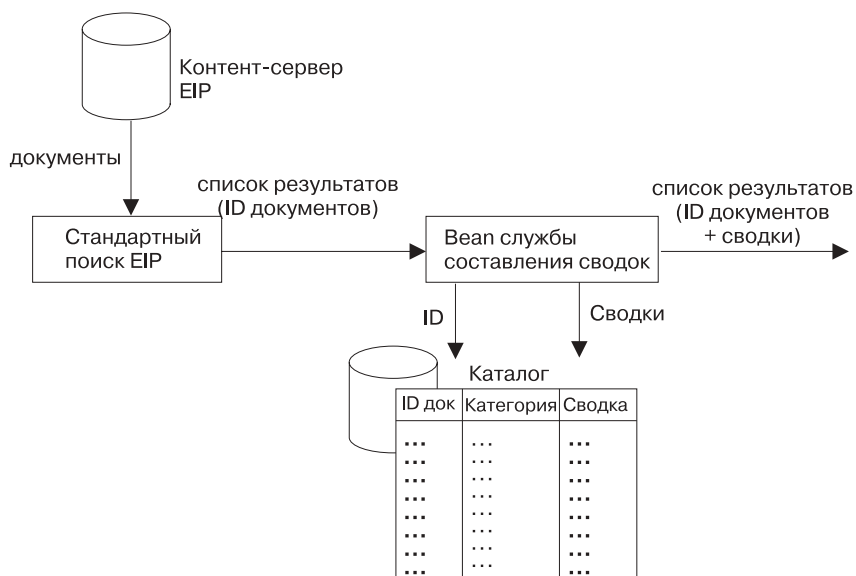 Контент-сервер
EIP
документы
список результатов
(ID документов)
список результатов
(ID документов
+ сводки)
Стандартный
поиск EIP
Bean службы
составления сводок
ID
Сводки
Каталог
ID док Категория Сводка
... ... ...
... ... ...
... ... ...
... ... ...
... ... ...
... ... ...
... ... ...
... ... ...